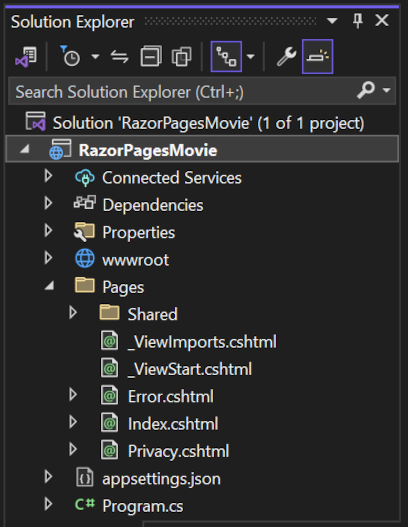 Solution Explorer
Search Solution Explorer (Ctrl+;)
Solution 'RazorPagesMovie' (1 of 1 project)
RazorPagesMovie
Connected Services
Dependencies
Properties
wwwroot
Pages
Shared
_ViewImports.cshtml
_ViewStart.cshtml
Error.cshtml
Index.cshtml
Privacy.cshtml
appsettings.json
C# Program.cs